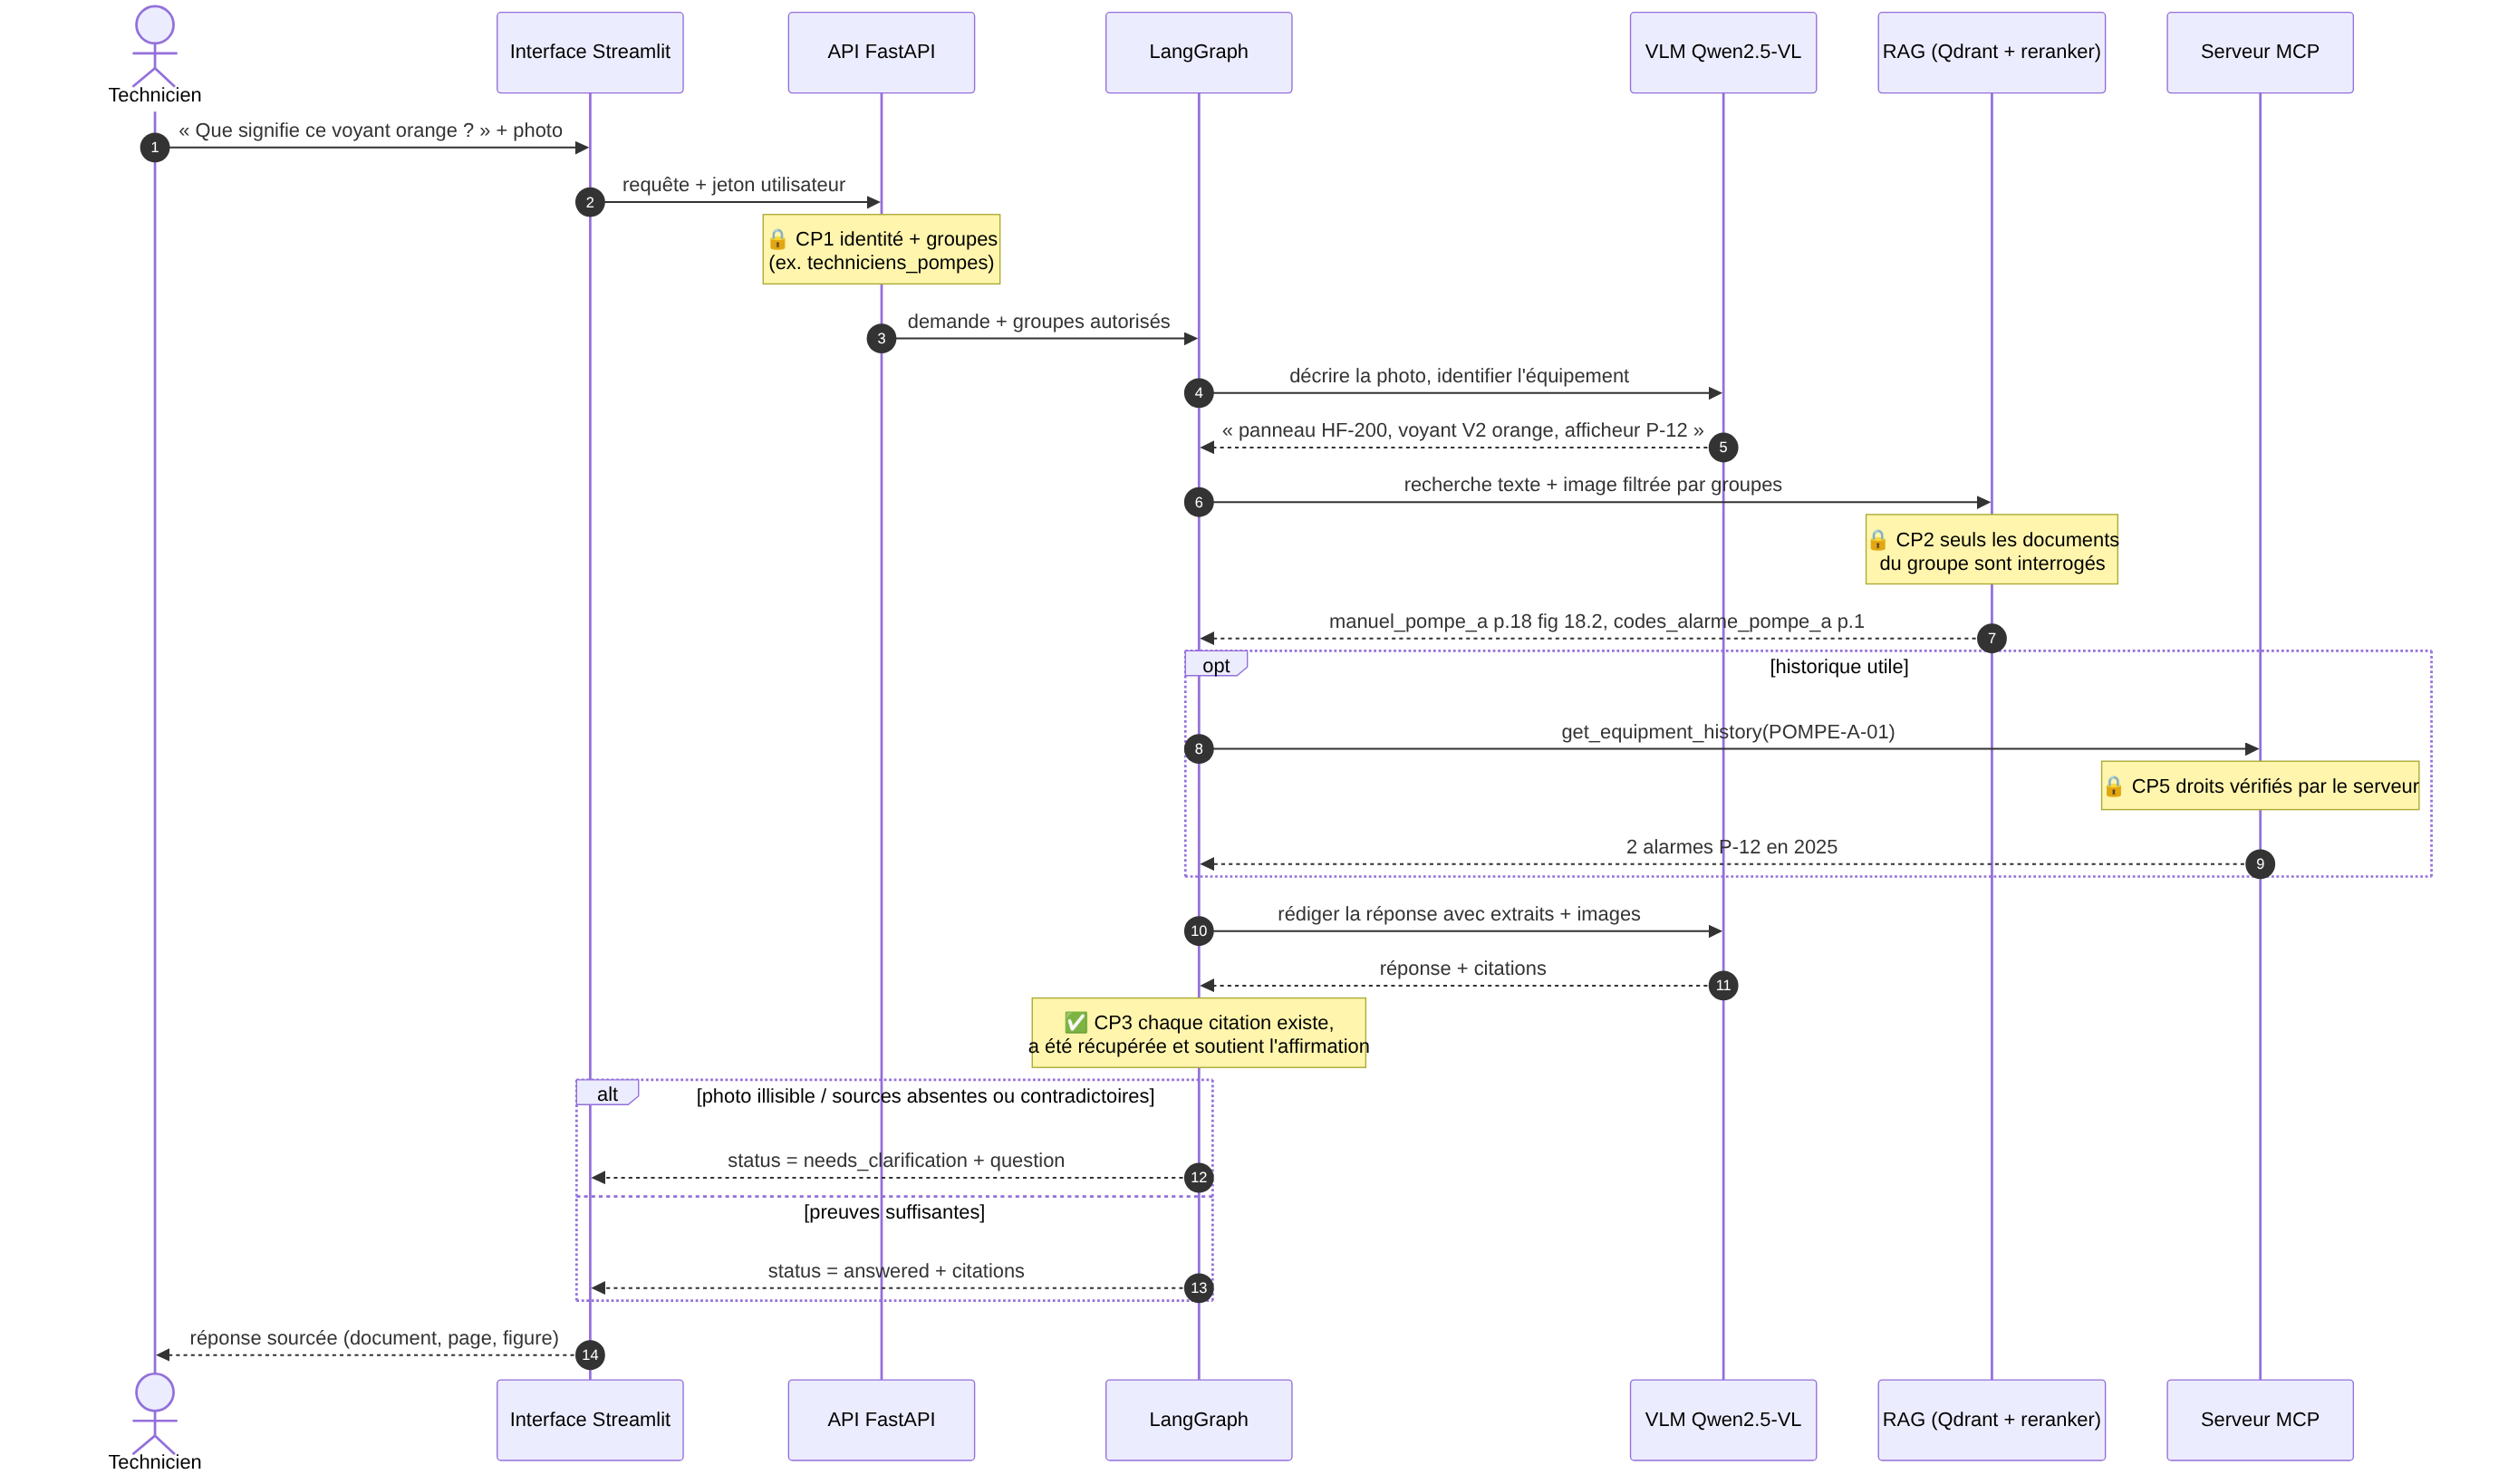 Technicien
Interface Streamlit
API FastAPI
LangGraph
VLM Qwen2.5-VL
RAG (Qdrant + reranker)
Serveur MCP
« Que signifie ce voyant orange ? » + photo
1
requête + jeton utilisateur
2
🔒 CP1 identité + groupes
(ex. techniciens_pompes)
demande + groupes autorisés
3
décrire la photo, identifier l'équipement
4
« panneau HF-200, voyant V2 orange, afficheur P-12 »
5
recherche texte + image filtrée par groupes
6
🔒 CP2 seuls les documents
du groupe sont interrogés
manuel_pompe_a p.18 fig 18.2, codes_alarme_pompe_a p.1
7
opt
[historique utile]
get_equipment_history(POMPE-A-01)
8
🔒 CP5 droits vérifiés par le serveur
2 alarmes P-12 en 2025
9
rédiger la réponse avec extraits + images
10
réponse + citations
11
✅ CP3 chaque citation existe,
a été récupérée et soutient l'affirmation
alt
[photo illisible / sources absentes ou contradictoires]
status = needs_clarification + question
12
[preuves suffisantes]
status = answered + citations
13
réponse sourcée (document, page, figure)
14
Technicien
Interface Streamlit
API FastAPI
LangGraph
VLM Qwen2.5-VL
RAG (Qdrant + reranker)
Serveur MCP